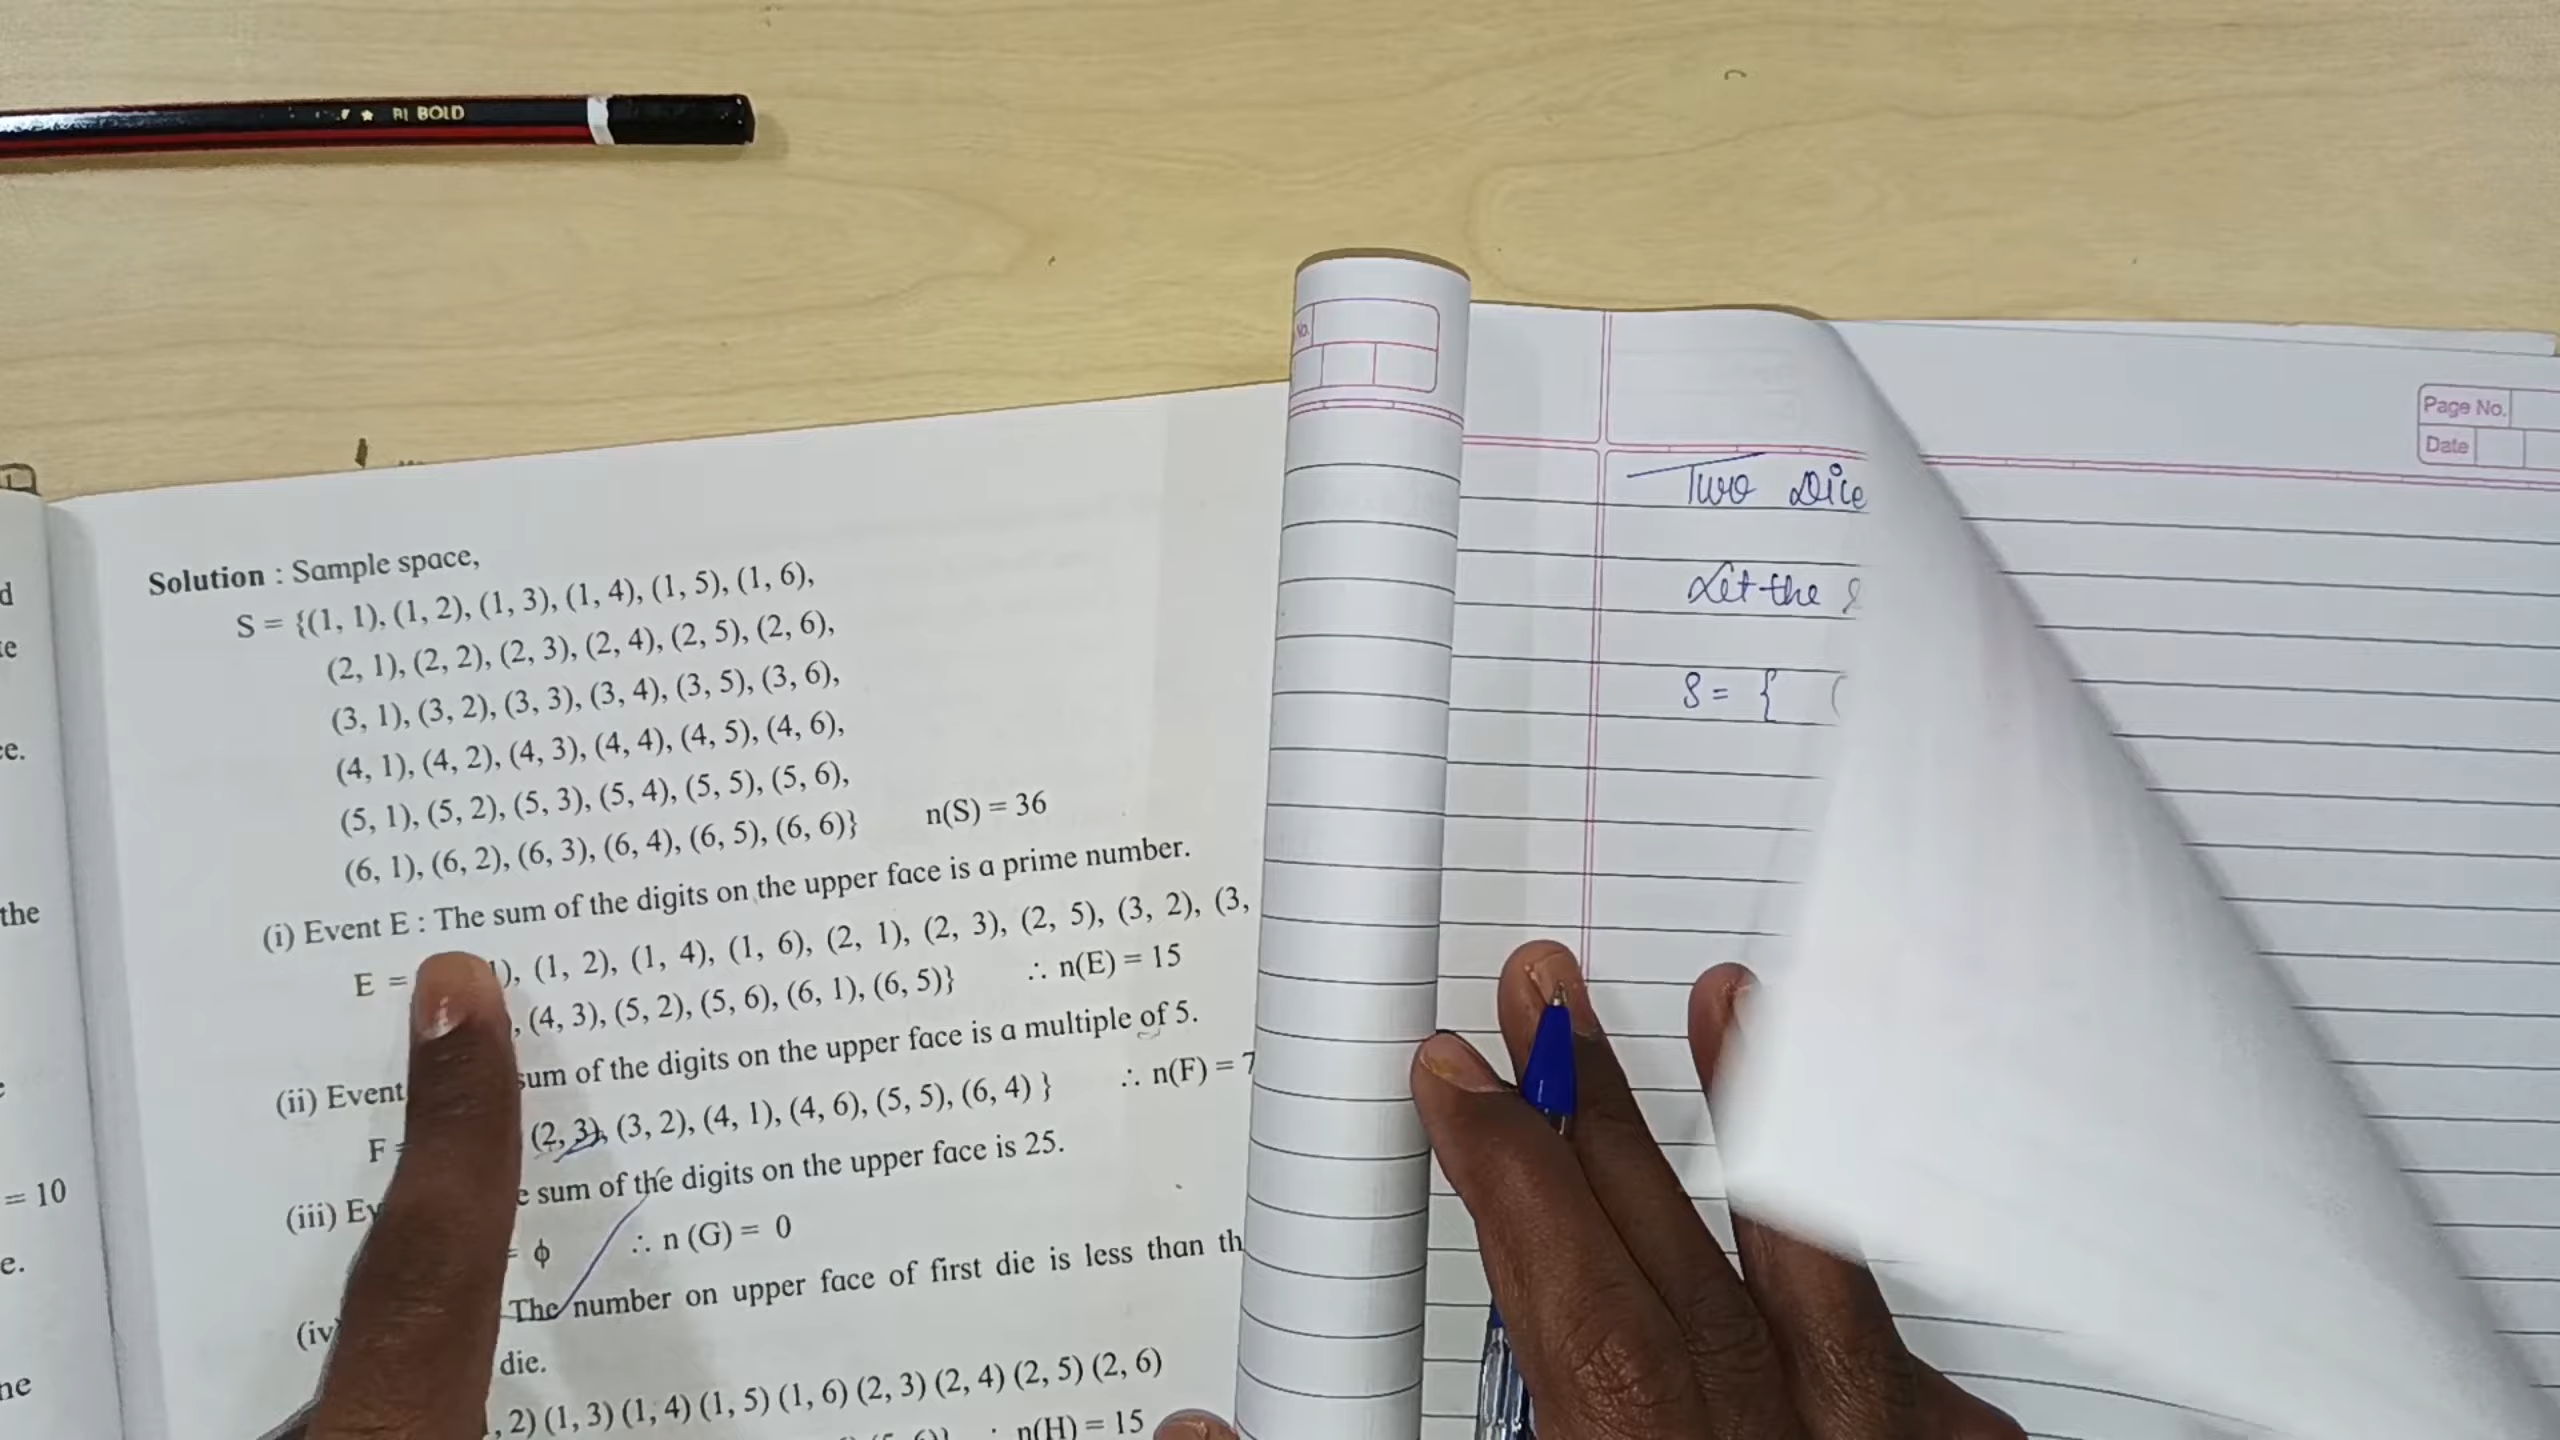 BOLD
Solution : Sample space,
S = {(1, 1), (1, 2), (1, 3), (1, 4), (1, 5), (1, 6),
(2, 1), (2, 2), (2, 3), (2, 4), (2, 5), (2, 6),
(3, 1), (3, 2), (3, 3), (3, 4), (3, 5), (3, 6),
(4, 1), (4, 2), (4, 3), (4, 4), (4, 5), (4, 6),
(5, 1), (5, 2), (5, 3), (5, 4), (5, 5), (5, 6),
(6, 1), (6, 2), (6, 3), (6, 4), (6, 5), (6, 6)} n(S) = 36
(i) Event E : The sum of the digits on the upper face is a prime number.
E = 1), (1, 2), (1, 4), (1, 6), (2, 1), (2, 3), (2, 5), (3, 2), (3,
, (4, 3), (5, 2), (5, 6), (6, 1), (6, 5)} ∴ n(E) = 15
(ii) Event sum of the digits on the upper face is a multiple of 5.
F = (2, 3), (3, 2), (4, 1), (4, 6), (5, 5), (6, 4) } ∴ n(F) = 7
(iii) sum of the digits on the upper face is 25.
= ϕ ∴ n (G) = 0
(iv) The number on upper face of first die is less than
die.
, 2) (1, 3) (1, 4) (1, 5) (1, 6) (2, 3) (2, 4) (2, 5) (2, 6)
n(H) = 15
the
= 10
No.
Page No.
Date
Two Dice
Let the
S = { (